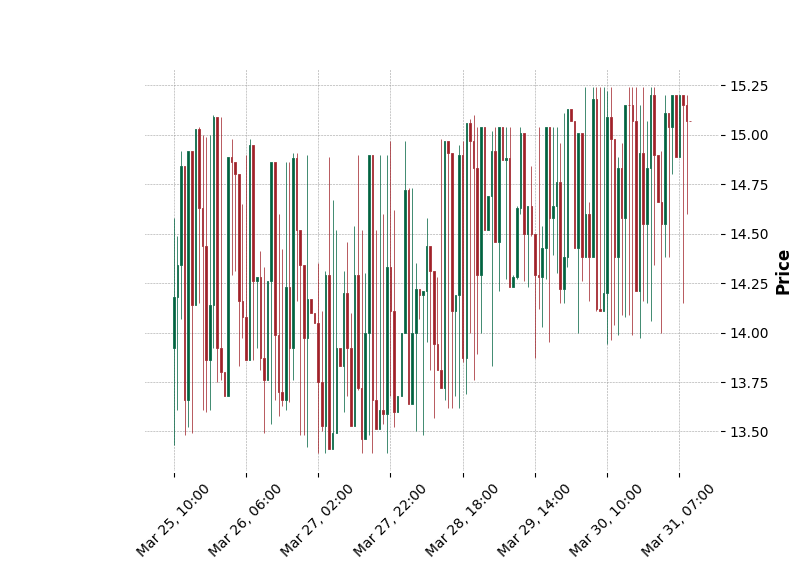 15.25
15.00
14.75
14.50
14.25
14.00
13.75
13.50
Price
Mar 25, 10:00
Mar 26, 06:00
Mar 27, 02:00
Mar 27, 22:00
Mar 28, 18:00
Mar 29, 14:00
Mar 30, 10:00
Mar 31, 07:00